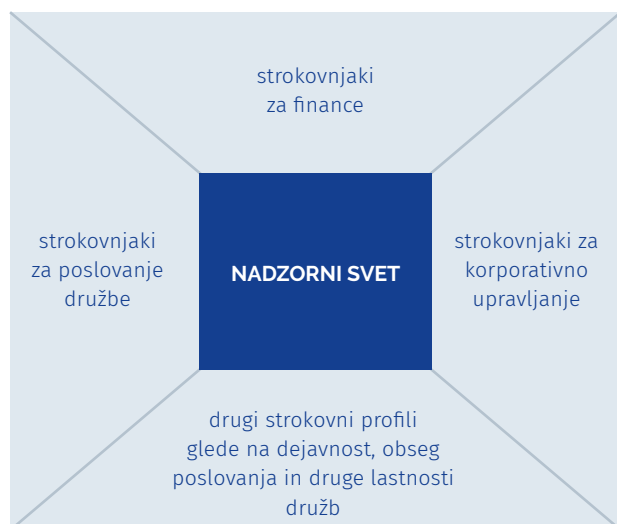 strokovnjaki
za finance
strokovnjaki
za poslovanje
družbe
NADZORNI SVET
strokovnjaki za
korporativno
upravljanje
drugi strokovni profili
glede na dejavnost, obseg
poslovanja in druge lastnosti
družb